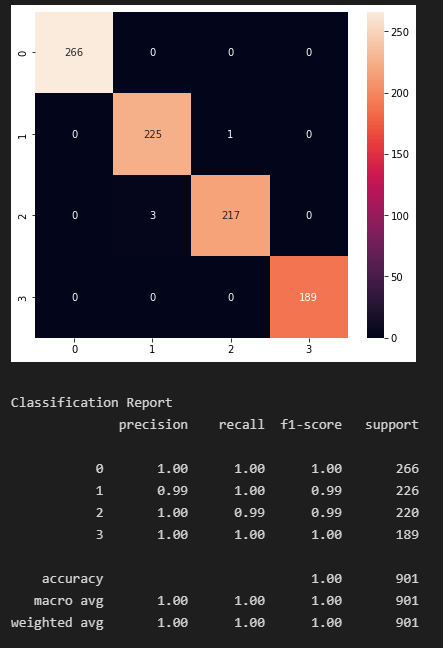 0 266 0 0 0
1 0 225 1 0
2 0 3 217 0
3 0 0 0 189
0 1 2 3
250
200
150
100
50
0
Classification Report
precision recall f1-score support
0 1.00 1.00 1.00 266
1 0.99 1.00 0.99 226
2 1.00 0.99 0.99 220
3 1.00 1.00 1.00 189
accuracy 1.00 901
macro avg 1.00 1.00 1.00 901
weighted avg 1.00 1.00 1.00 901